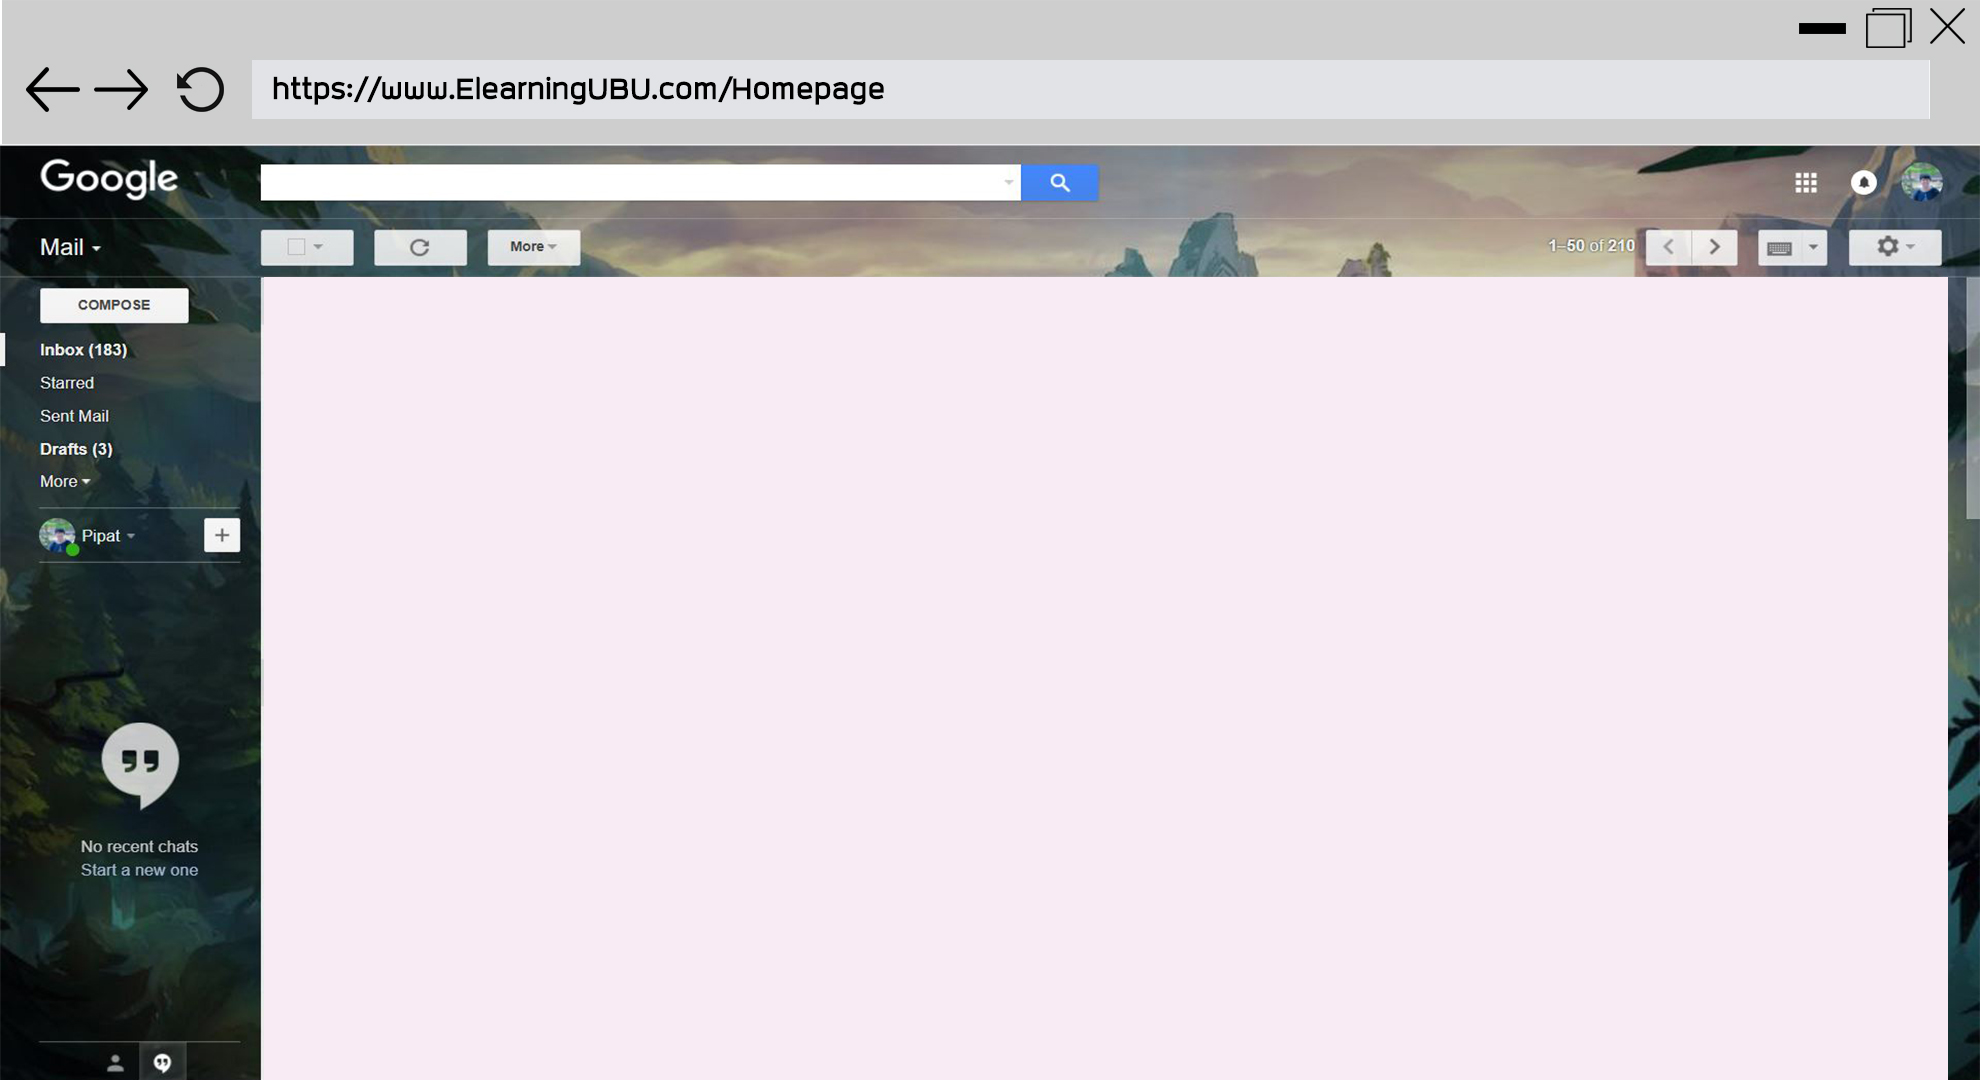 https://www.ElearningUBU.com/Homepage
Google
Mail
More
1–50 of 210
COMPOSE
Inbox (183)
Starred
Sent Mail
Drafts (3)
More
Pipat
No recent chats
Start a new one